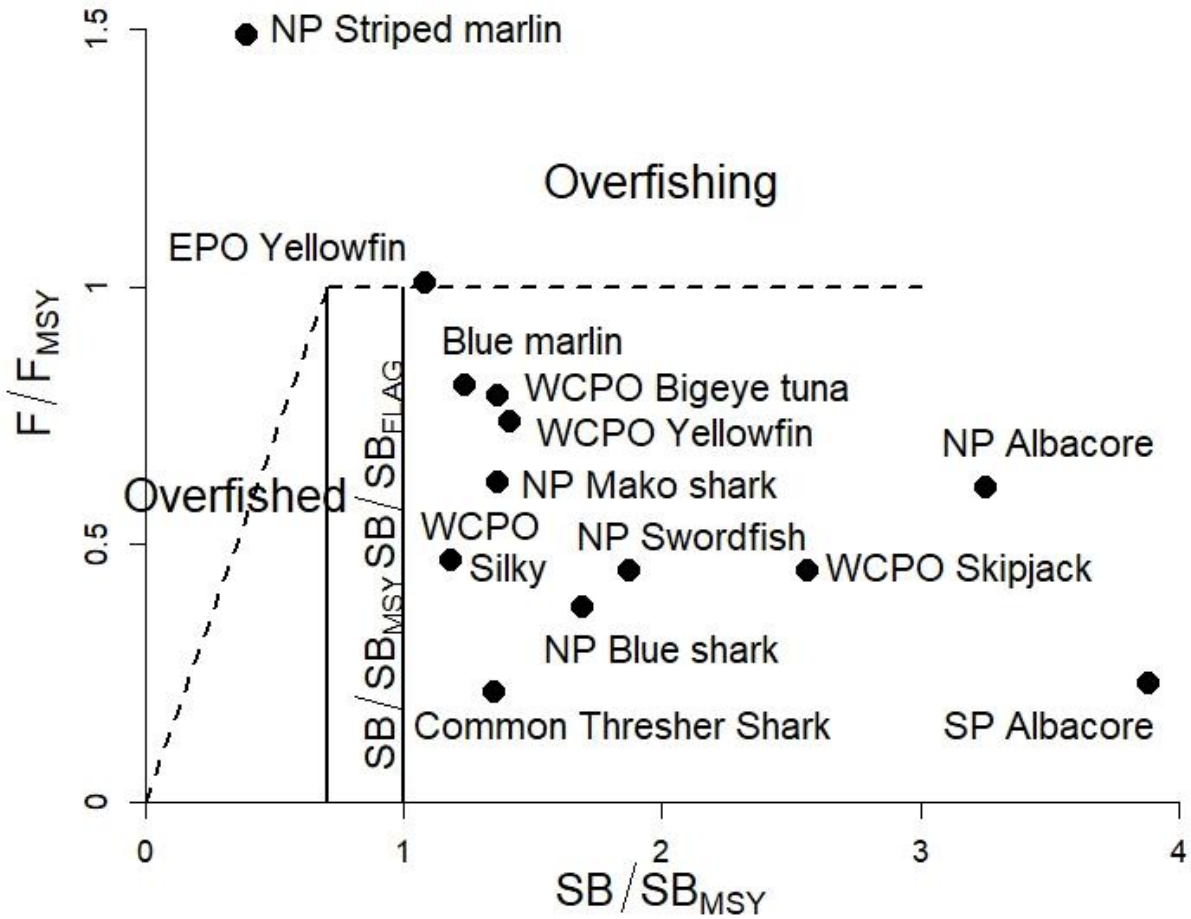 1.5
NP Striped marlin
Overfishing
EPO Yellowfin
1
F/FMSY
Blue marlin
WCPO Bigeye tuna
WCPO Yellowfin
NP Albacore
NP Mako shark
Overfished
0.5
WCPO
Silky
NP Swordfish
WCPO Skipjack
NP Blue shark
SB/SBMSY SB/SBFLAG
Common Thresher Shark
SP Albacore
0
0 1 2 3 4
SB/SBMSY